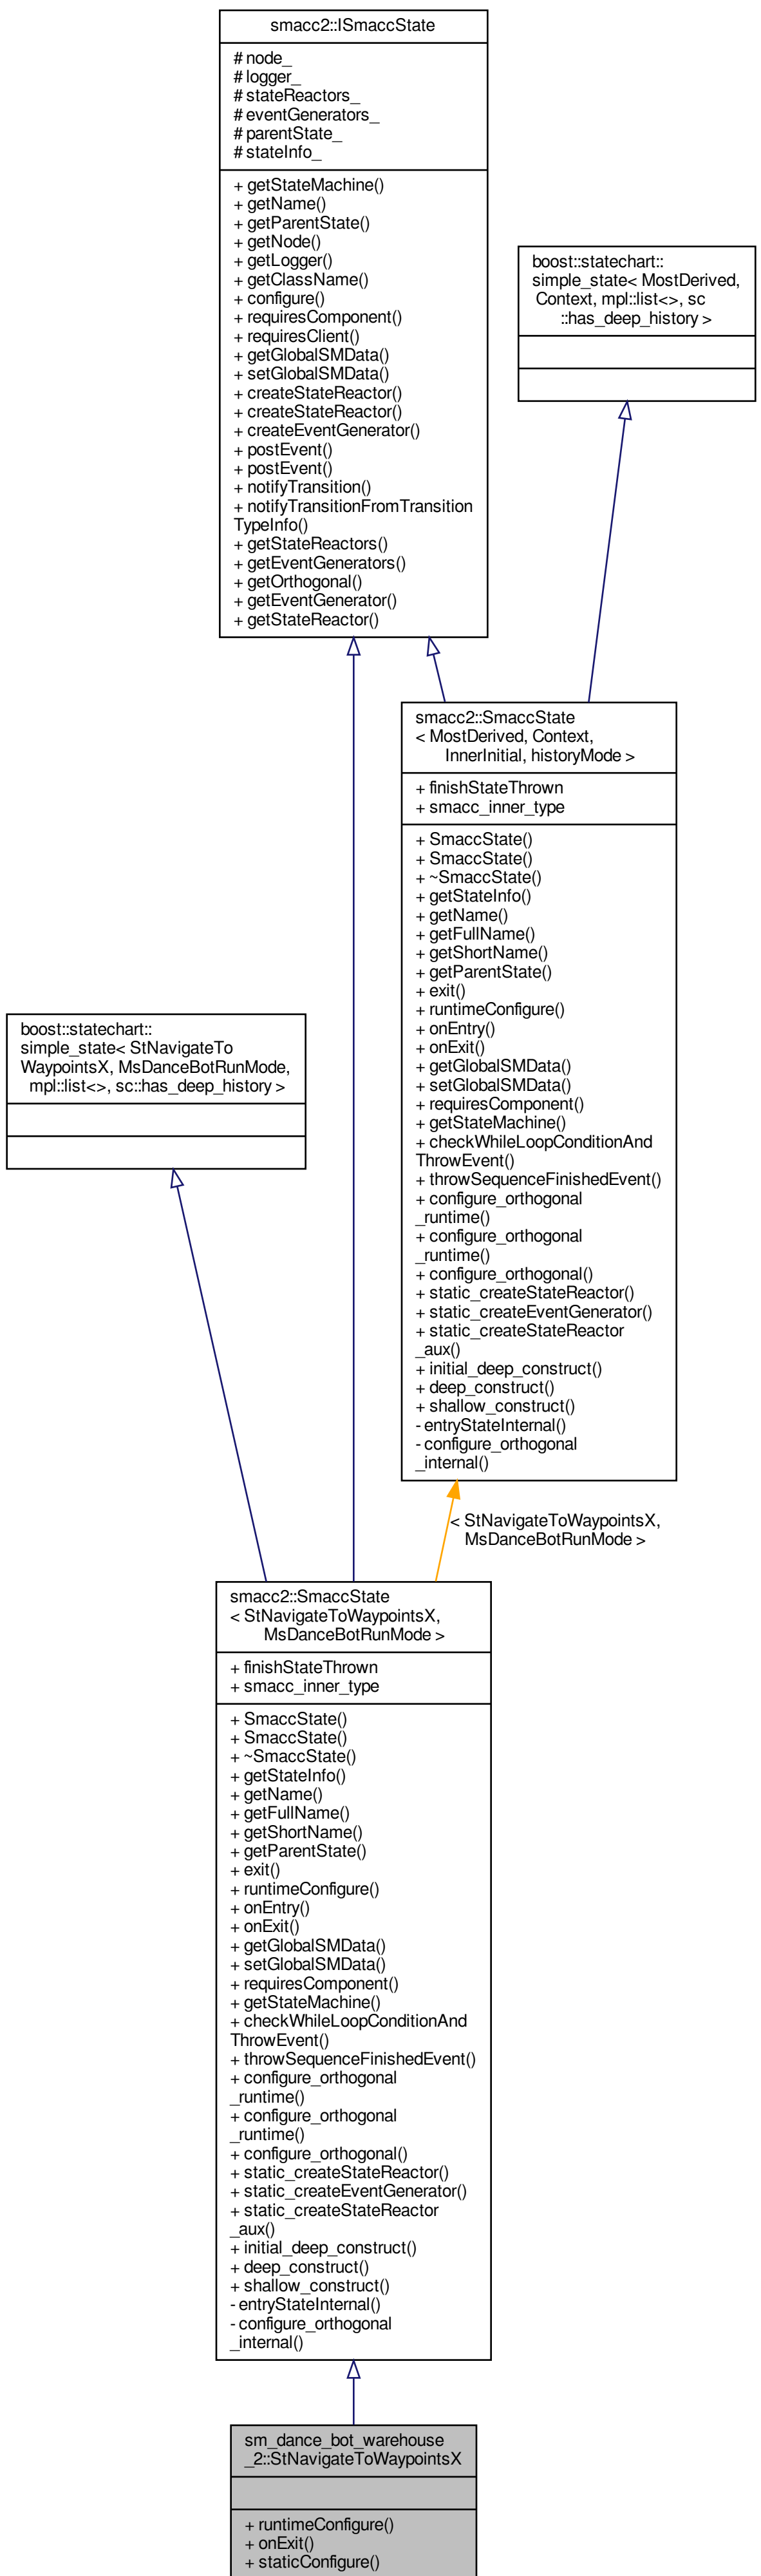 smacc2::ISmaccState
# node_
# logger_
# stateReactors_
# eventGenerators_
# parentState_
# stateInfo_
+ getStateMachine()
+ getName()
+ getParentState()
+ getNode()
+ getLogger()
+ getClassName()
+ configure()
+ requiresComponent()
+ requiresClient()
+ getGlobalSMData()
+ setGlobalSMData()
+ createStateReactor()
+ createStateReactor()
+ createEventGenerator()
+ postEvent()
+ postEvent()
+ notifyTransition()
+ notifyTransitionFromTransition
TypeInfo()
+ getStateReactors()
+ getEventGenerators()
+ getOrthogonal()
+ getEventGenerator()
+ getStateReactor()
boost::statechart::
simple_state< MostDerived,
Context, mpl::list<>, sc
::has_deep_history >
smacc2::SmaccState
< MostDerived, Context,
InnerInitial, historyMode >
+ finishStateThrown
+ smacc_inner_type
+ SmaccState()
+ SmaccState()
+ ~SmaccState()
+ getStateInfo()
+ getName()
+ getFullName()
+ getShortName()
+ getParentState()
+ exit()
+ runtimeConfigure()
+ onEntry()
+ onExit()
+ getGlobalSMData()
+ setGlobalSMData()
+ requiresComponent()
+ getStateMachine()
+ checkWhileLoopConditionAnd
ThrowEvent()
+ throwSequenceFinishedEvent()
+ configure_orthogonal
_runtime()
+ configure_orthogonal
_runtime()
+ configure_orthogonal()
+ static_createStateReactor()
+ static_createEventGenerator()
+ static_createStateReactor
_aux()
+ initial_deep_construct()
+ deep_construct()
+ shallow_construct()
- entryStateInternal()
- configure_orthogonal
_internal()
boost::statechart::
simple_state< StNavigateTo
WaypointsX, MsDanceBotRunMode,
mpl::list<>, sc::has_deep_history >
< StNavigateToWaypointsX,
MsDanceBotRunMode >
smacc2::SmaccState
< StNavigateToWaypointsX,
MsDanceBotRunMode >
+ finishStateThrown
+ smacc_inner_type
+ SmaccState()
+ SmaccState()
+ ~SmaccState()
+ getStateInfo()
+ getName()
+ getFullName()
+ getShortName()
+ getParentState()
+ exit()
+ runtimeConfigure()
+ onEntry()
+ onExit()
+ getGlobalSMData()
+ setGlobalSMData()
+ requiresComponent()
+ getStateMachine()
+ checkWhileLoopConditionAnd
ThrowEvent()
+ throwSequenceFinishedEvent()
+ configure_orthogonal
_runtime()
+ configure_orthogonal
_runtime()
+ configure_orthogonal()
+ static_createStateReactor()
+ static_createEventGenerator()
+ static_createStateReactor
_aux()
+ initial_deep_construct()
+ deep_construct()
+ shallow_construct()
- entryStateInternal()
- configure_orthogonal
_internal()
sm_dance_bot_warehouse
_2::StNavigateToWaypointsX
+ runtimeConfigure()
+ onExit()
+ staticConfigure()